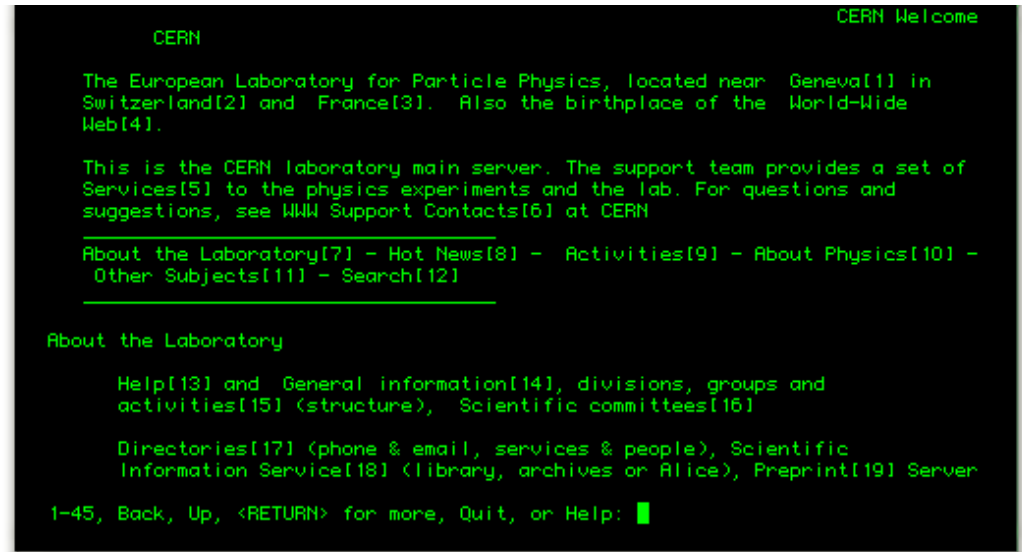 CERN Welcome
CERN
The European Laboratory for Particle Physics, located near Geneva[1] in
Switzerland[2] and France[3]. Also the birthplace of the World-Wide
Web[4].
This is the CERN laboratory main server. The support team provides a set of
Services[5] to the physics experiments and the lab. For questions and
suggestions, see WWW Support Contacts[6] at CERN
About the Laboratory[7] - Hot News[8] - Activities[9] - About Physics[10] -
Other Subjects[11] - Search[12]
About the Laboratory
Help[13] and General information[14], divisions, groups and
activities[15] (structure), Scientific committees[16]
Directories[17] (phone & email, services & people), Scientific
Information Service[18] (library, archives or Alice), Preprint[19] Server
1-45, Back, Up, <RETURN> for more, Quit, or Help: